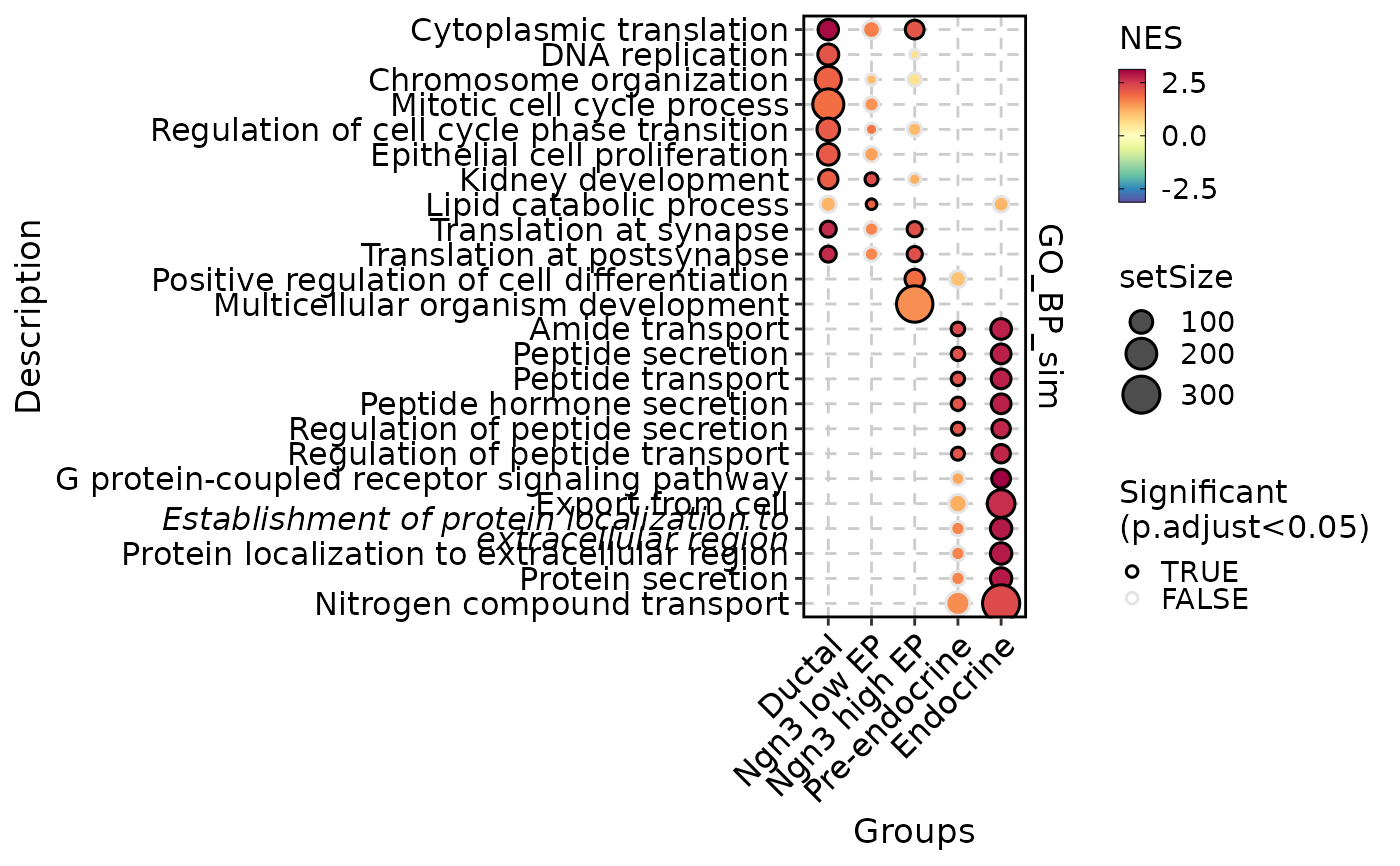 Description
Cytoplasmic translation
DNA replication
Chromosome organization
Mitotic cell cycle process
Regulation of cell cycle phase transition
Epithelial cell proliferation
Kidney development
Lipid catabolic process
Translation at synapse
Translation at postsynapse
Positive regulation of cell differentiation
Multicellular organism development
Amide transport
Peptide secretion
Peptide transport
Peptide hormone secretion
Regulation of peptide secretion
Regulation of peptide transport
G protein-coupled receptor signaling pathway
Export from cell
Establishment of protein localization to
extracellular region
Protein localization to extracellular region
Protein secretion
Nitrogen compound transport
Ductal
Ngn3 low EP
Ngn3 high EP
Pre-endocrine
Endocrine
Groups
GO_BP_sim
NES
2.5
0.0
-2.5
setSize
100
200
300
Significant
(p.adjust<0.05)
TRUE
FALSE